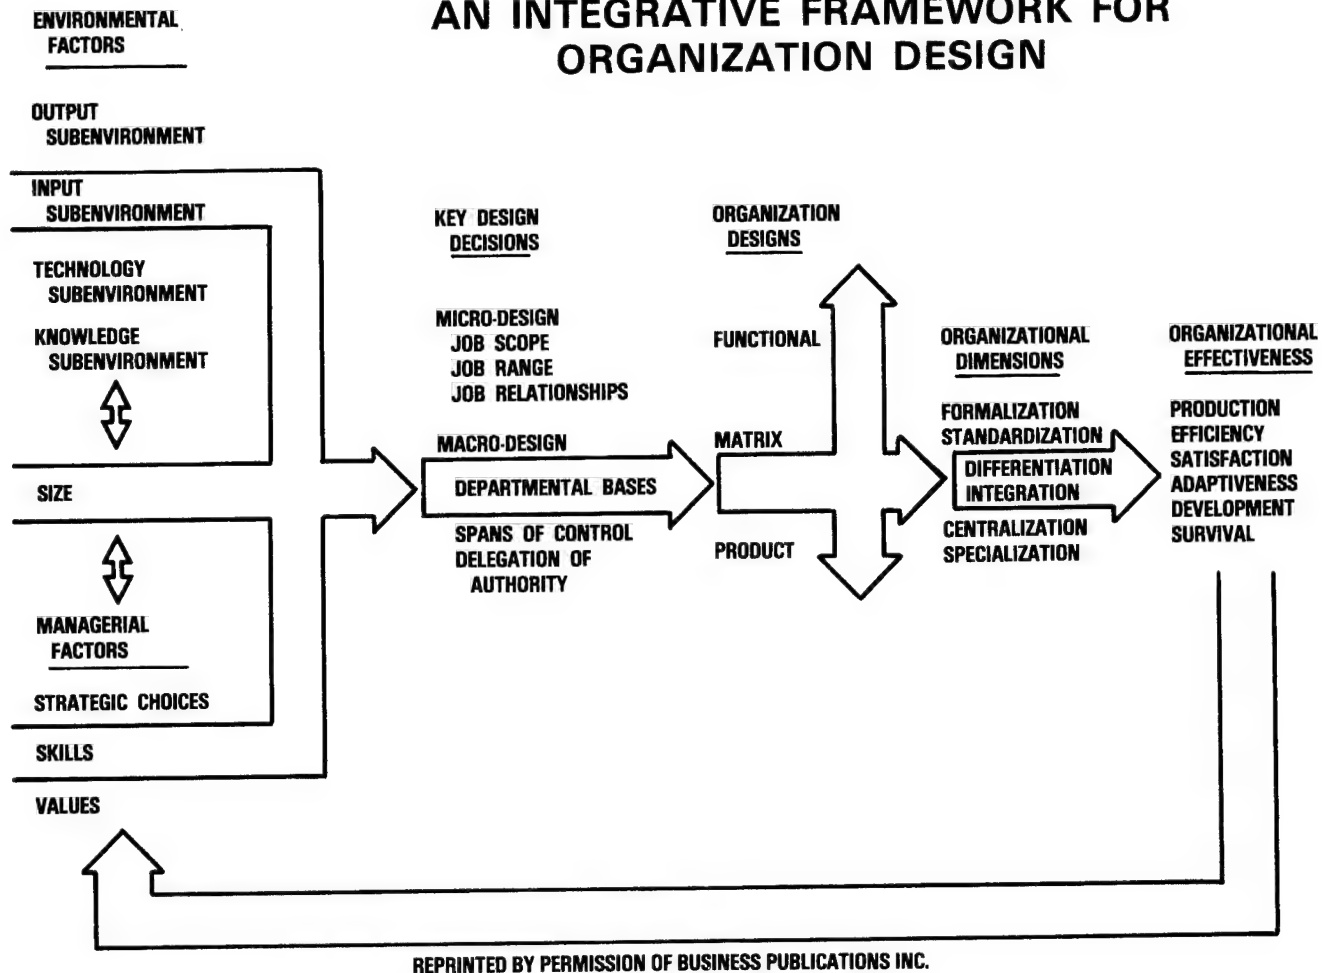 AN INTEGRATIVE FRAMEWORK FOR
ORGANIZATION DESIGN
ENVIRONMENTAL
FACTORS
OUTPUT
SUBENVIRONMENT
INPUT
SUBENVIRONMENT
TECHNOLOGY
SUBENVIRONMENT
KNOWLEDGE
SUBENVIRONMENT
SIZE
MANAGERIAL
FACTORS
STRATEGIC CHOICES
SKILLS
VALUES
KEY DESIGN
DECISIONS
MICRO-DESIGN
JOB SCOPE
JOB RANGE
JOB RELATIONSHIPS
MACRO-DESIGN
DEPARTMENTAL BASES
SPANS OF CONTROL
DELEGATION OF
AUTHORITY
ORGANIZATION
DESIGNS
FUNCTIONAL
MATRIX
PRODUCT
ORGANIZATIONAL
DIMENSIONS
FORMALIZATION
STANDARDIZATION
DIFFERENTIATION
INTEGRATION
CENTRALIZATION
SPECIALIZATION
ORGANIZATIONAL
EFFECTIVENESS
PRODUCTION
EFFICIENCY
SATISFACTION
ADAPTIVENESS
DEVELOPMENT
SURVIVAL
REPRINTED BY PERMISSION OF BUSINESS PUBLICATIONS INC.